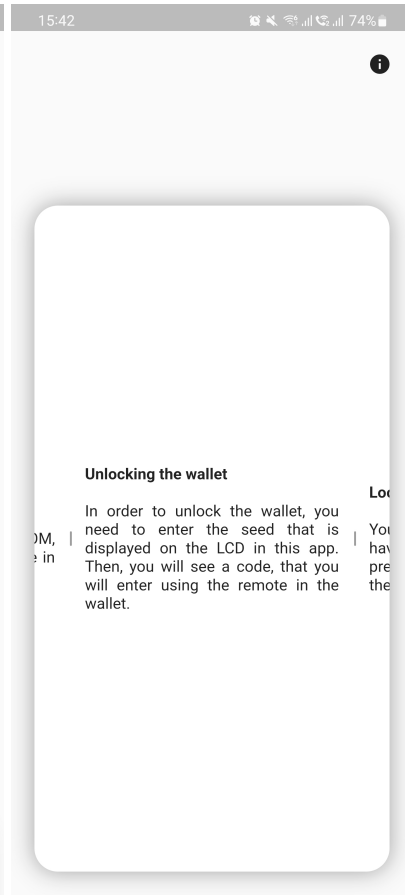 15:42
74%
Unlocking the wallet
In order to unlock the wallet, you
need to enter the seed that is
displayed on the LCD in this app.
Then, you will see a code, that you
will enter using the remote in the
wallet.
|
in
|
the